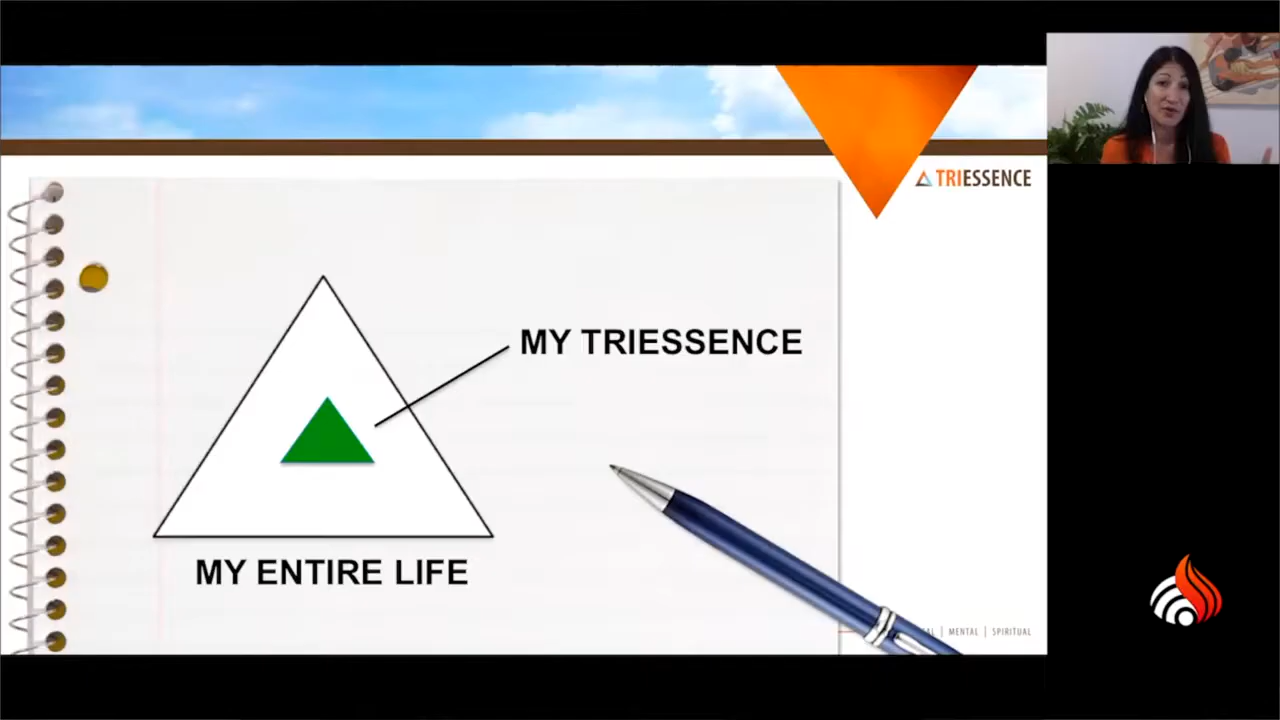 TRIESSENCE
MY TRIESSENCE
MY ENTIRE LIFE
MENTAL | SPIRITUAL